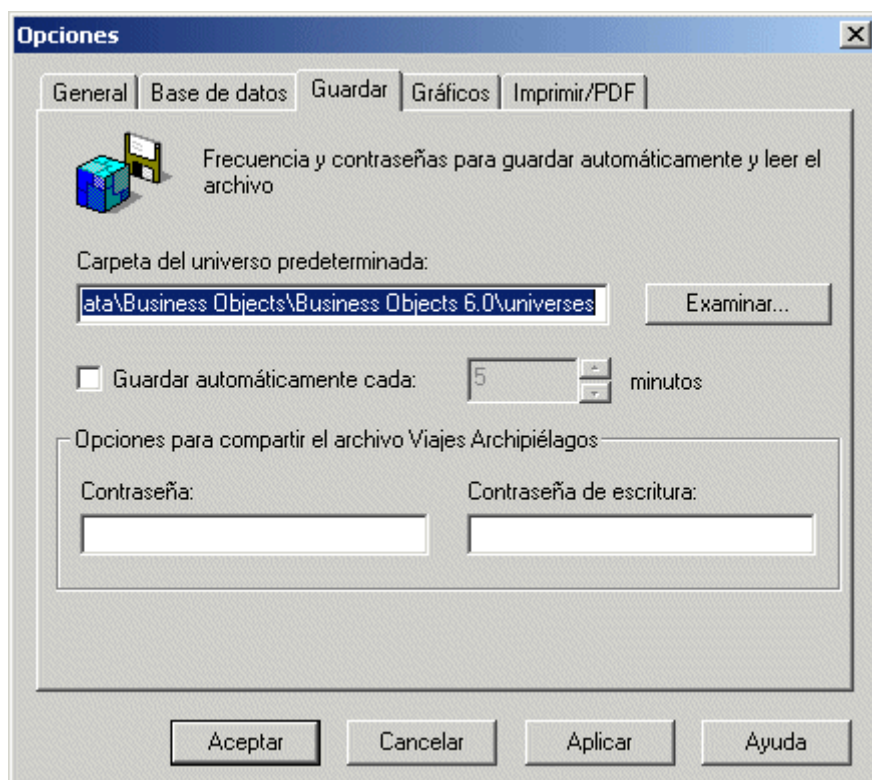 Opciones
General Base de datos Guardar Gráficos Imprimir/PDF
Frecuencia y contraseñas para guardar automáticamente y leer el
archivo
Carpeta del universo predeterminada:
ata\Business Objects\Business Objects 6.0\universes Examinar...
Guardar automáticamente cada: 5 minutos
Opciones para compartir el archivo Viajes Archipiélagos
Contraseña: Contraseña de escritura:
Aceptar Cancelar Aplicar Ayuda